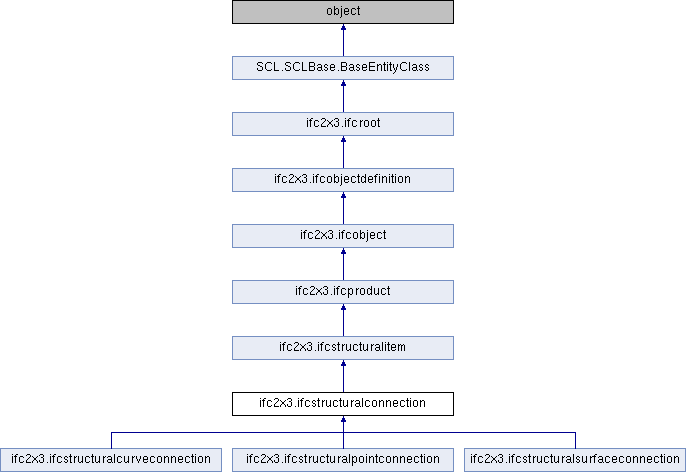 object
SCL.SCLBase.BaseEntityClass
ifc2x3.ifcroot
ifc2x3.ifcobjectdefinition
ifc2x3.ifcobject
ifc2x3.ifcproduct
ifc2x3.ifcstructuralitem
ifc2x3.ifcstructuralconnection
ifc2x3.ifcstructuralcurveconnection
ifc2x3.ifcstructuralpointconnection
ifc2x3.ifcstructuralsurfaceconnection